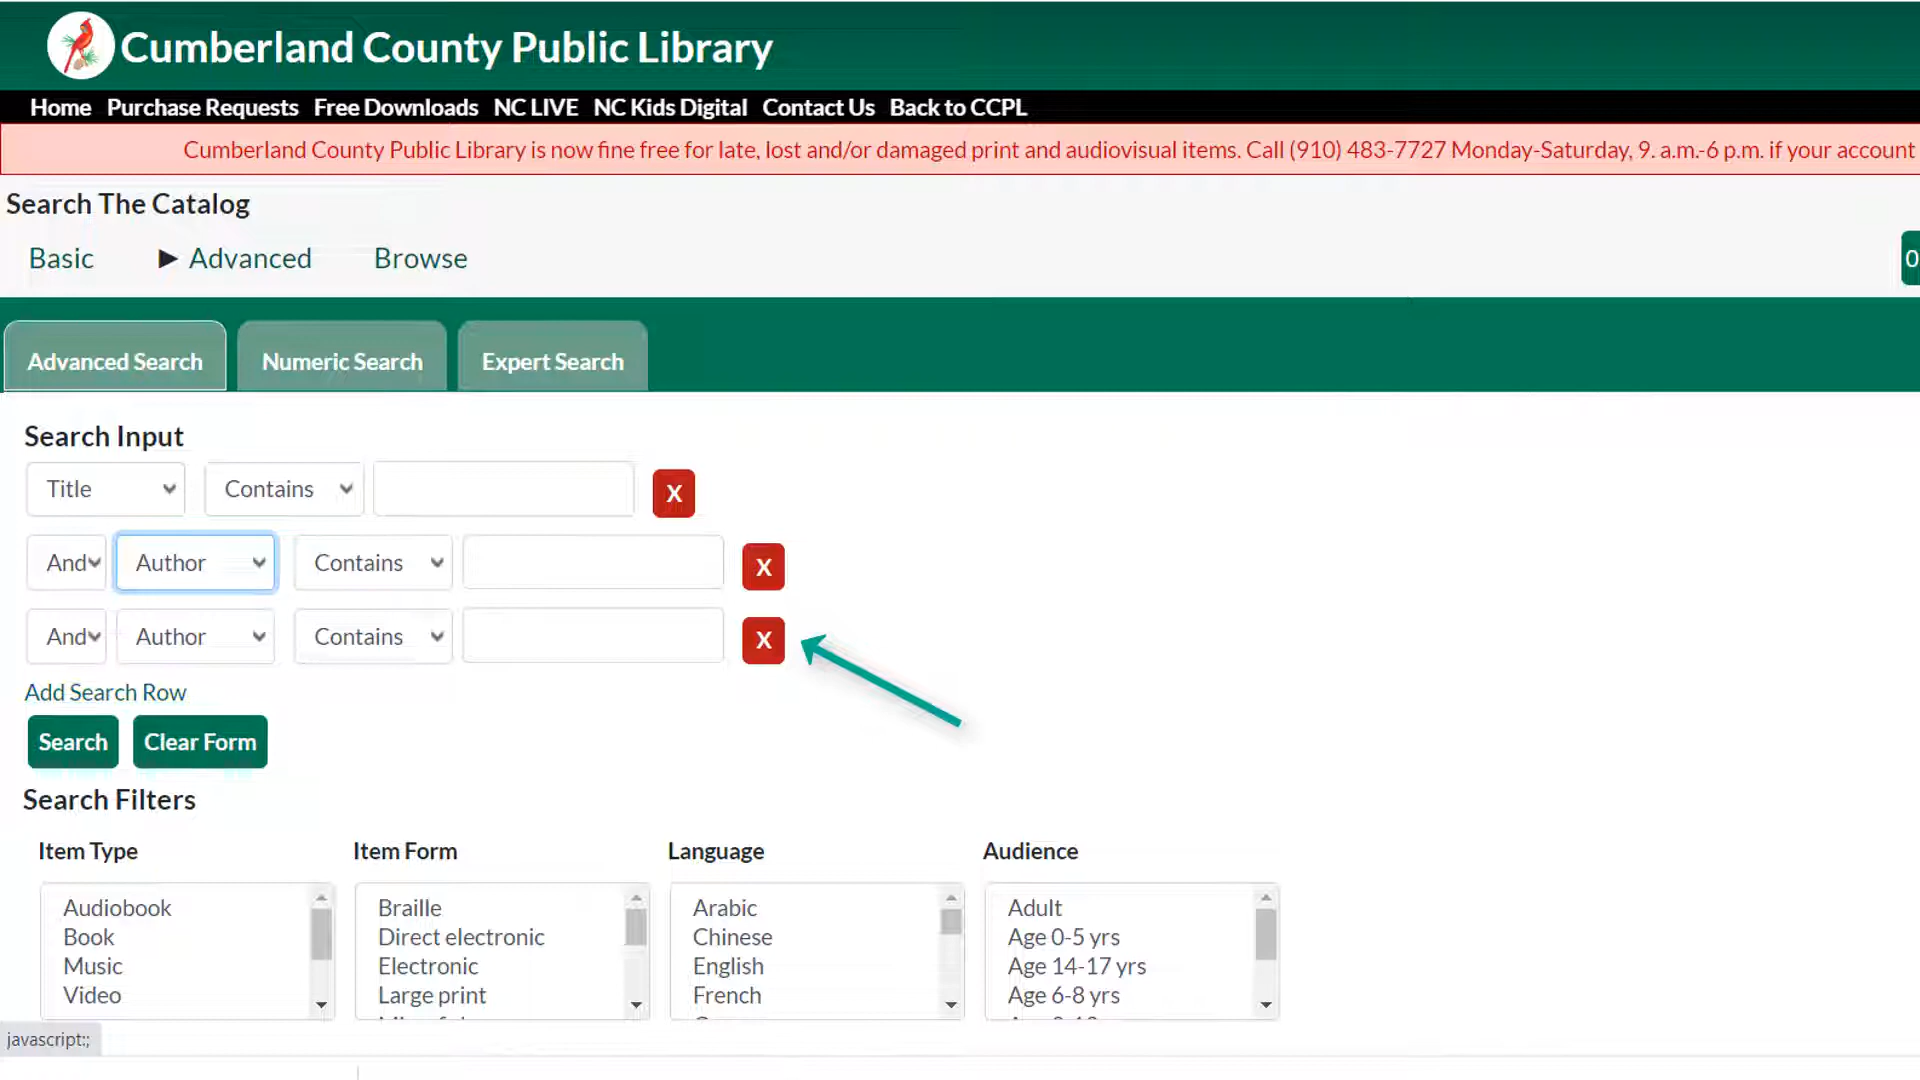 Cumberland County Public Library
Home Purchase Requests Free Downloads NC LIVE NC Kids Digital Contact Us Back to CCPL
Cumberland County Public Library is now fine free for late, lost and/or damaged print and audiovisual items. Call (910) 483-7727 Monday-Saturday, 9. a.m.-6 p.m. if your account
Search The Catalog
Basic ▶ Advanced Browse
0
Advanced Search Numeric Search Expert Search
Search Input
Title Contains X
And Author Contains X
And Author Contains X
Add Search Row
Search Clear Form
Search Filters
Item Type Item Form Language Audience
Audiobook Braille Arabic Adult
Book Direct electronic Chinese Age 0-5 yrs
Music Electronic English Age 14-17 yrs
Video Large print French Age 6-8 yrs
javascript:;